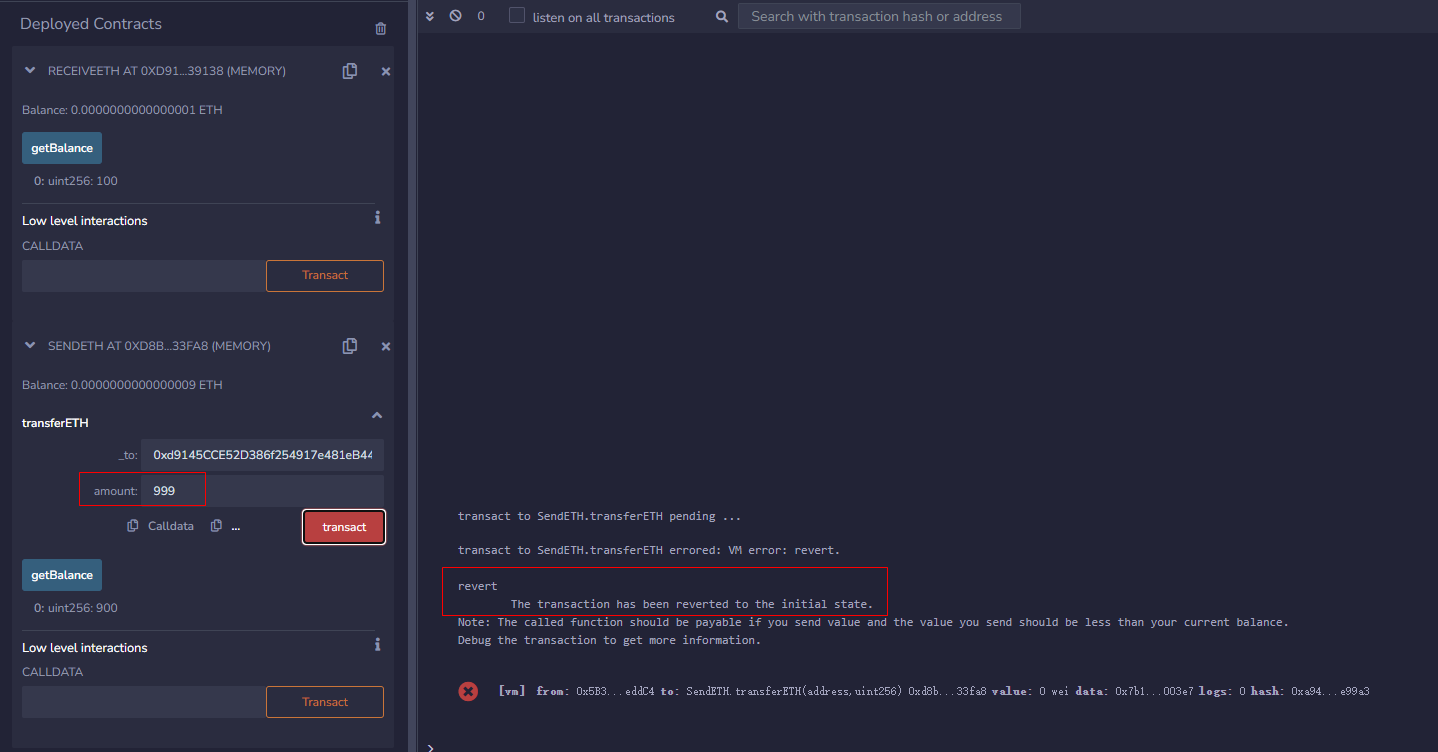 Deployed Contracts
RECEIVEETH AT 0XD91...39138 (MEMORY)
Balance: 0.0000000000000001 ETH
getBalance
0: uint256: 100
Low level interactions
CALLDATA
Transact
SENDETH AT 0XD8B...33FA8 (MEMORY)
Balance: 0.0000000000000009 ETH
transferETH
_to: 0xd9145CCE52D386f254917e481eB44
amount: 999
Calldata ...
transact
getBalance
0: uint256: 900
Low level interactions
CALLDATA
Transact
0 listen on all transactions Search with transaction hash or address
transact to SendETH.transferETH pending ...
transact to SendETH.transferETH errored: VM error: revert.
revert
The transaction has been reverted to the initial state.
Note: The called function should be payable if you send value and the value you send should be less than your current balance.
Debug the transaction to get more information.
[vm] from: 0x5B3...eddC4 to: SendETH.transferETH(address,uint256) 0xd8b...33fa8 value: 0 wei data: 0x7b1...003e7 logs: 0 hash: 0xa94...e99a3
>